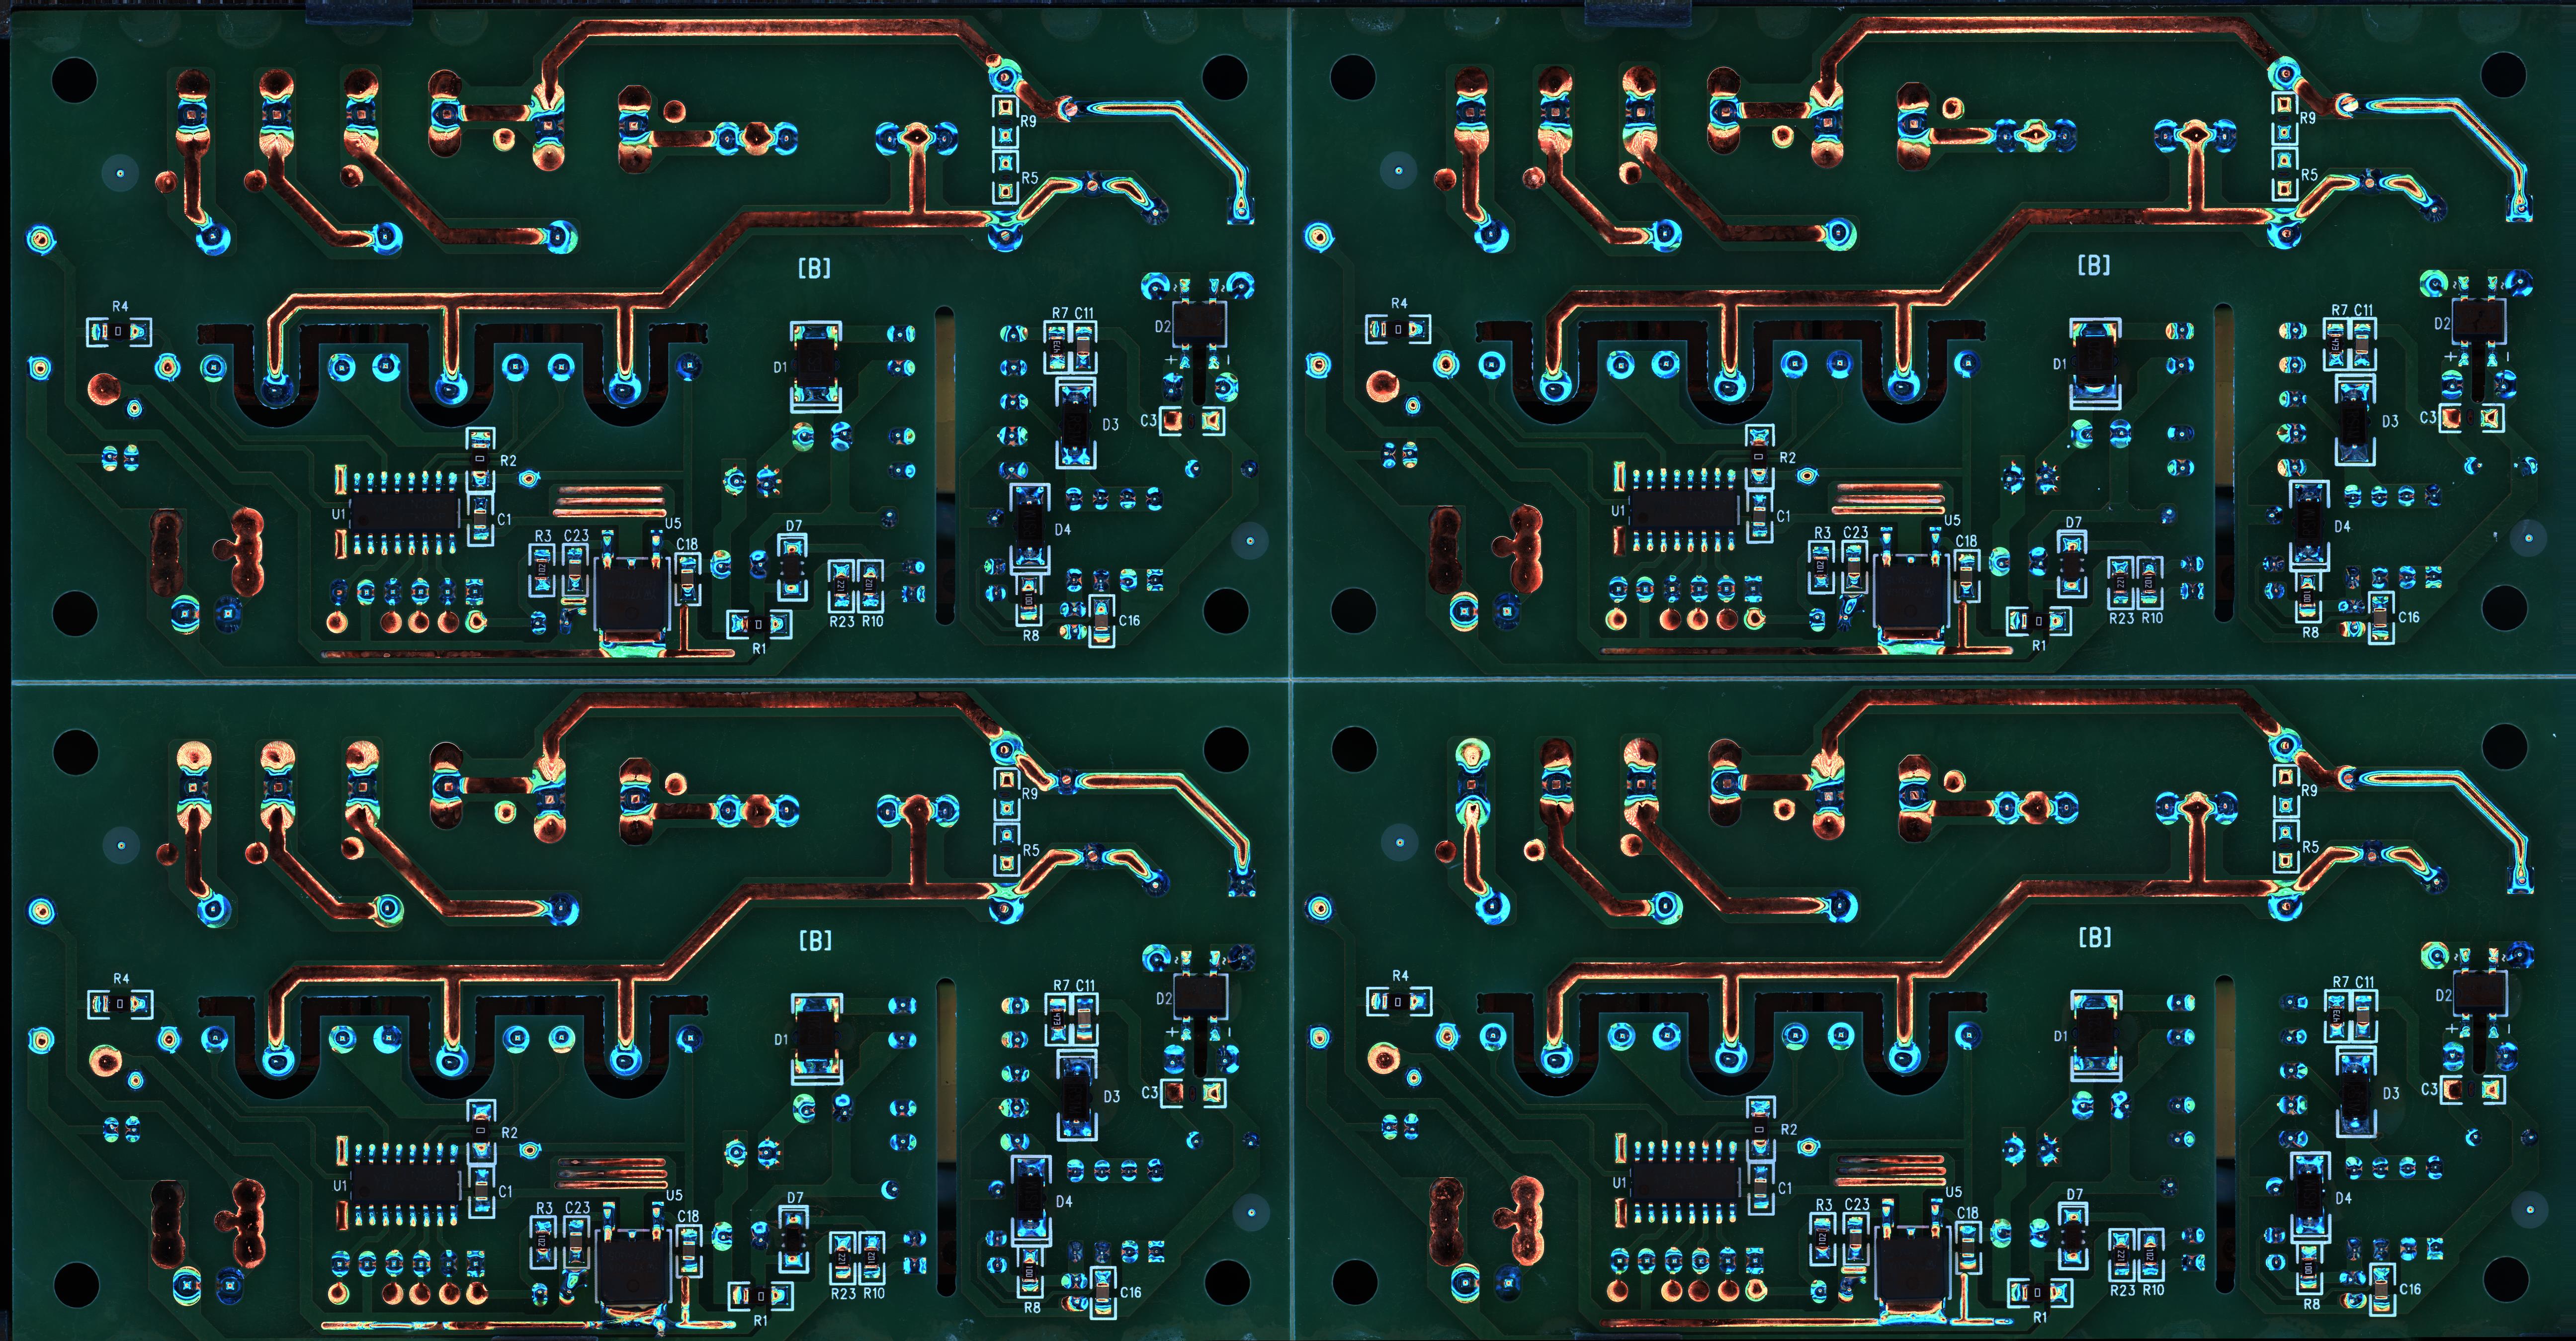 R9
R5
[B]
R4
R7 C11
D2
+ -
D1
C3
D3
R2
U1
C1
D4
U5
R3 C23
C18
D7
R23 R10
R1
R8
C16
R9
R5
[B]
R4
R7 C11
D2
+ -
D1
C3
D3
R2
U1
C1
D4
U5
R3 C23
C18
D7
R23 R10
R1
R8
C16
R9
R5
[B]
R4
R7 C11
D2
+ -
D1
C3
D3
R2
U1
C1
D4
U5
R3 C23
C18
D7
R23 R10
R1
R8
C16
R9
R5
[B]
R4
R7 C11
D2
+ -
D1
C3
D3
R2
U1
C1
D4
U5
R3 C23
C18
D7
R23 R10
R1
R8
C16